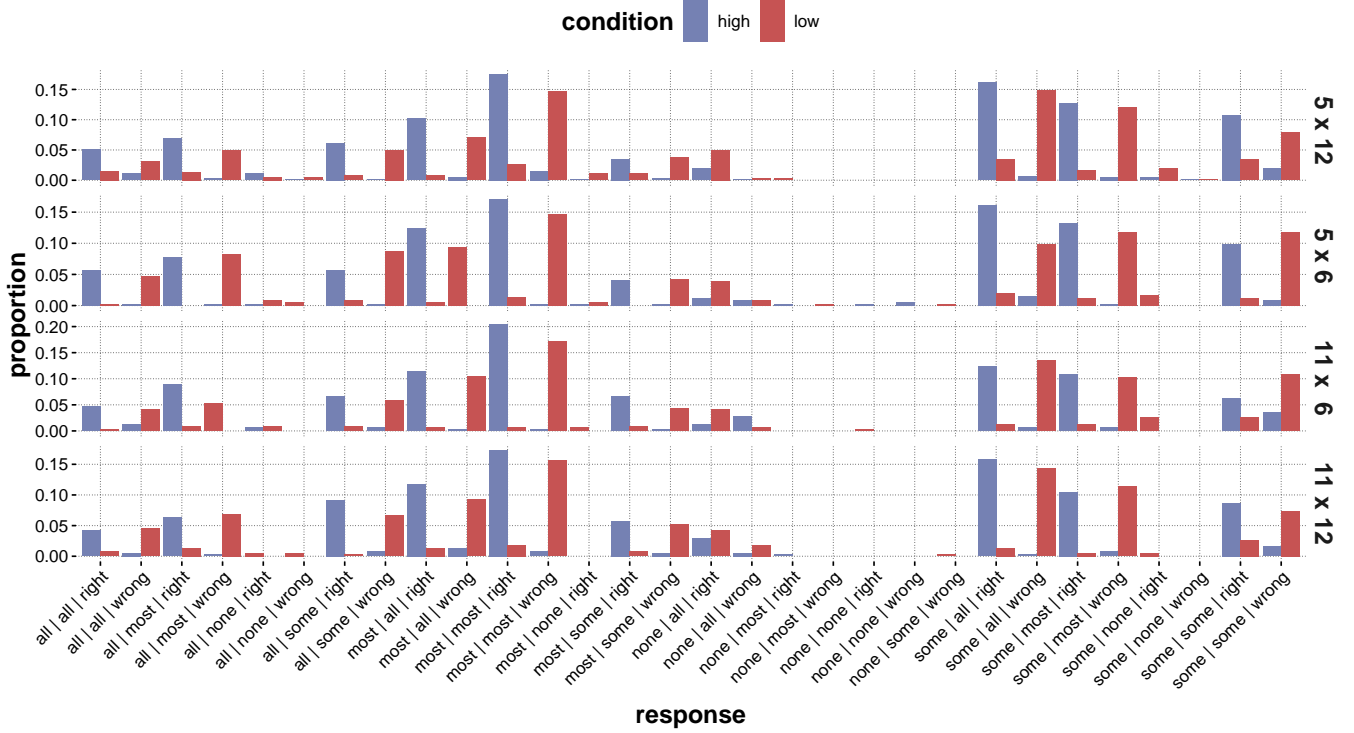 condition high low
0.15
0.10
0.05
0.00
5 x 12
0.15
0.10
0.05
0.00
5 x 6
0.20
0.15
0.10
0.05
0.00
11 x 6
0.15
0.10
0.05
0.00
11 x 12
proportion
all | all | right
all | all | wrong
all | most | right
all | most | wrong
all | none | right
all | none | wrong
all | some | right
all | some | wrong
most | all | right
most | all | wrong
most | most | right
most | most | wrong
most | none | right
most | some | right
most | some | wrong
none | all | right
none | all | wrong
none | most | right
none | most | wrong
none | none | right
none | none | wrong
none | some | wrong
some | all | right
some | all | wrong
some | most | right
some | most | wrong
some | none | right
some | none | wrong
some | some | right
some | some | wrong
response